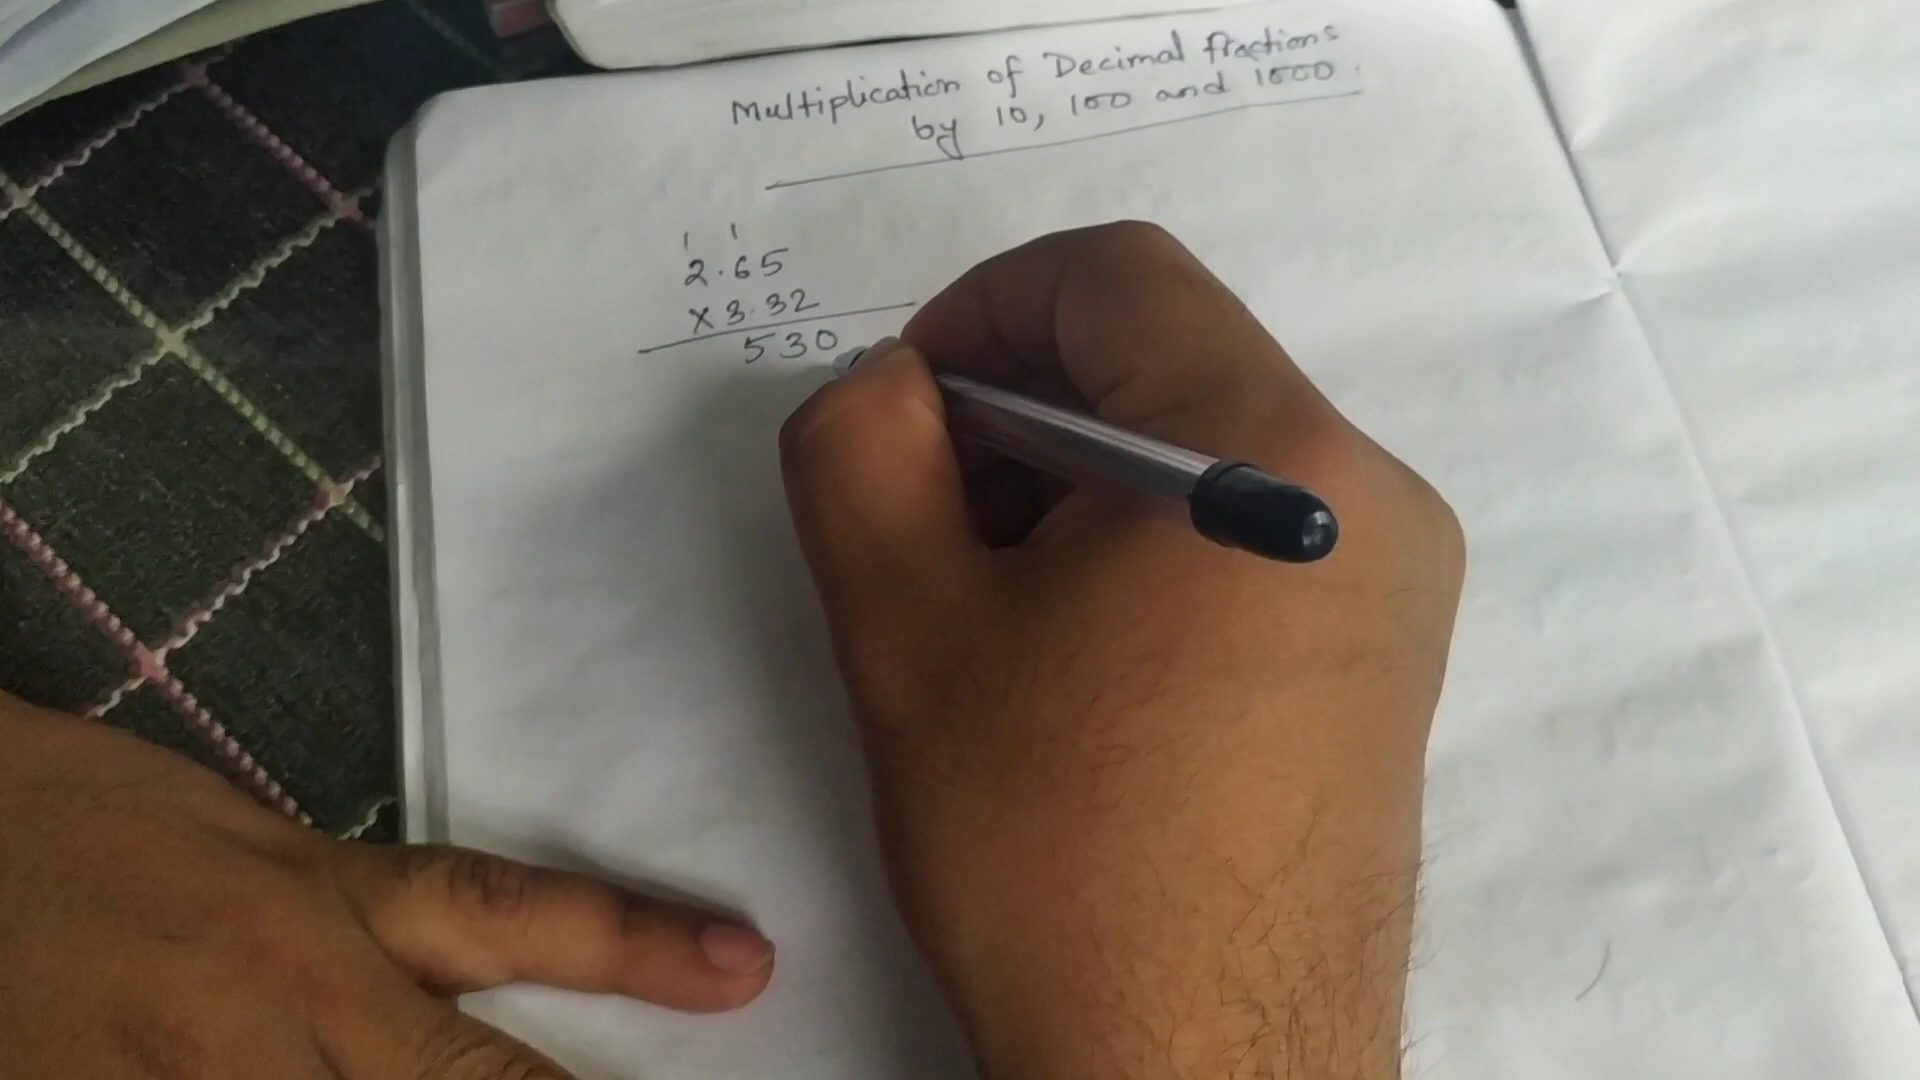 Multiplication of Decimal fractions
by 10, 100 and 1000.
1 1
2.65
×3.32
530